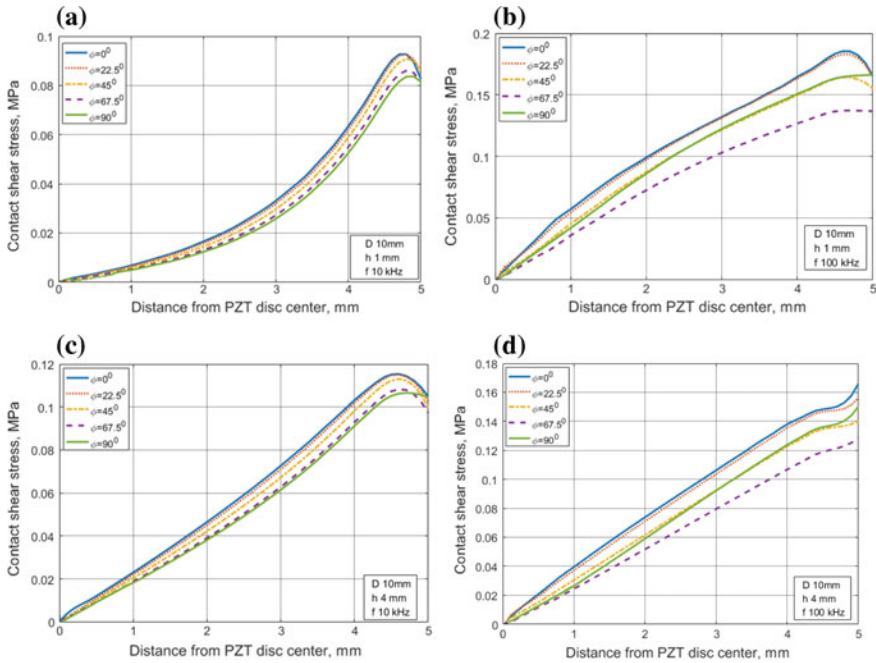 (a)
0.1
0.08
0.06
0.04
0.02
0
Contact shear stress, MPa
ϕ=0⁰
ϕ=22.5⁰
ϕ=45⁰
ϕ=67.5⁰
ϕ=90⁰
D 10mm
h 1 mm
f 10 kHz
0 1 2 3 4 5
Distance from PZT disc center, mm
(b)
0.2
0.15
0.1
0.05
0
Contact shear stress, MPa
ϕ=0⁰
ϕ=22.5⁰
ϕ=45⁰
ϕ=67.5⁰
ϕ=90⁰
D 10mm
h 1 mm
f 100 kHz
0 1 2 3 4 5
Distance from PZT disc center, mm
(c)
0.12
0.1
0.08
0.06
0.04
0.02
0
Contact shear stress, MPa
ϕ=0⁰
ϕ=22.5⁰
ϕ=45⁰
ϕ=67.5⁰
ϕ=90⁰
D 10mm
h 4 mm
f 10 kHz
0 1 2 3 4 5
Distance from PZT disc center, mm
(d)
0.18
0.16
0.14
0.12
0.1
0.08
0.06
0.04
0.02
0
Contact shear stress, MPa
ϕ=0⁰
ϕ=22.5⁰
ϕ=45⁰
ϕ=67.5⁰
ϕ=90⁰
D 10mm
h 4 mm
f 100 kHz
0 1 2 3 4 5
Distance from PZT disc center, mm